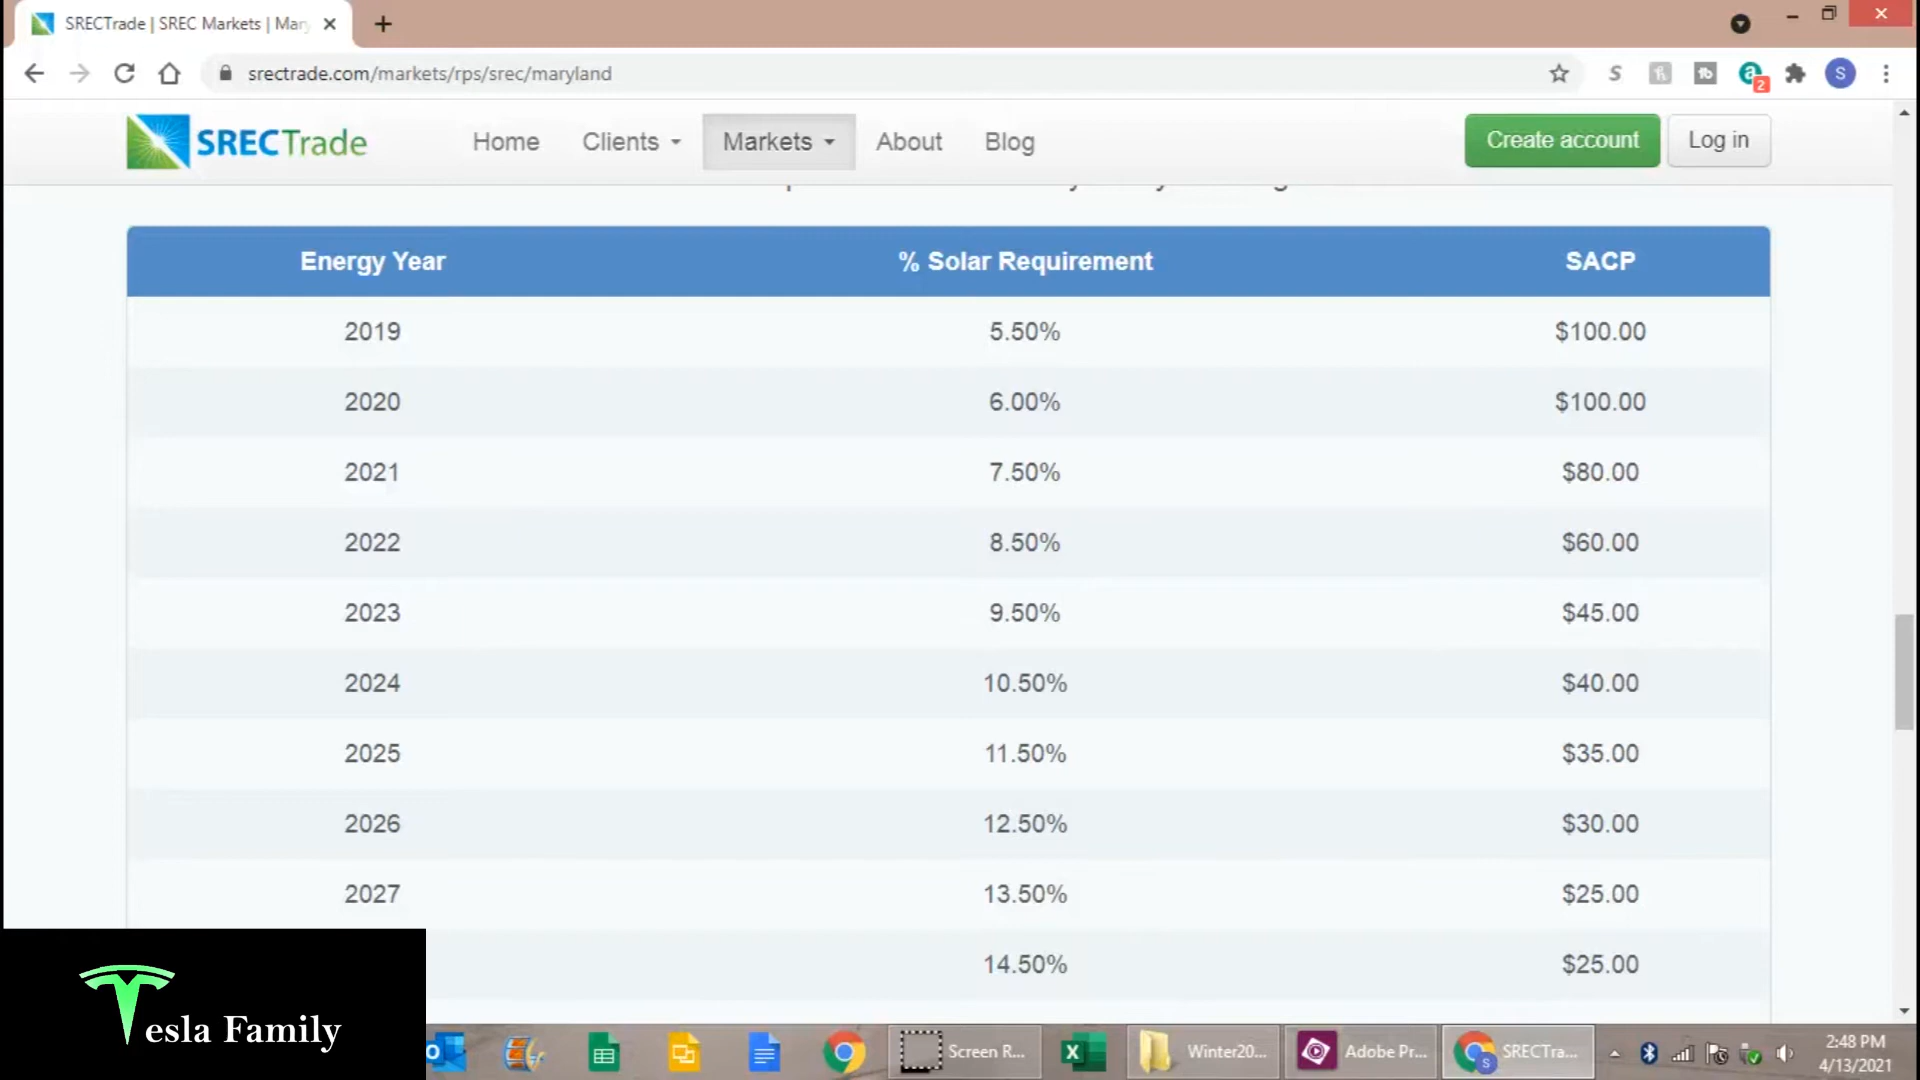 SRECTrade | SREC Markets | Mary
srectrade.com/markets/rps/srec/maryland
2
S
SRECTrade
Home
Clients
Markets
About
Blog
Create account
Log in
Energy Year % Solar Requirement SACP
2019 5.50% $100.00
2020 6.00% $100.00
2021 7.50% $80.00
2022 8.50% $60.00
2023 9.50% $45.00
2024 10.50% $40.00
2025 11.50% $35.00
2026 12.50% $30.00
2027 13.50% $25.00
14.50% $25.00
Tesla Family
Screen R...
Winter20...
Adobe Pr...
SRECTra...
2:48 PM
4/13/2021